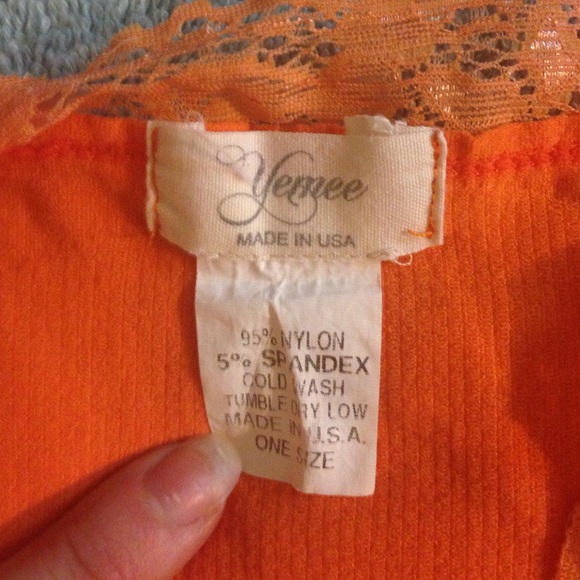 Yemee
MADE IN USA
95% NYLON
5% SPANDEX
COLD WASH
TUMBLE DRY LOW
MADE IN U.S.A.
ONE SIZE